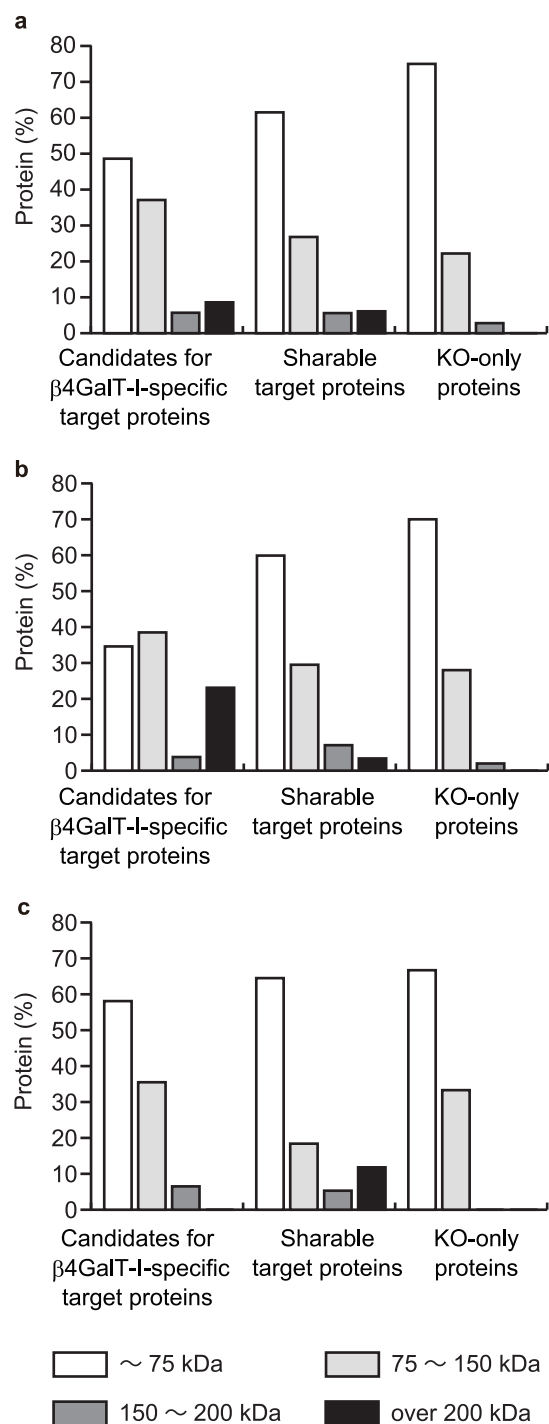 a
80
70
60
50
40
30
20
10
0
Protein (%)
Candidates for
β4GalT-I-specific
target proteins
Sharable
target proteins
KO-only
proteins
b
80
70
60
50
40
30
20
10
0
Protein (%)
Candidates for
β4GalT-I-specific
target proteins
Sharable
target proteins
KO-only
proteins
c
80
70
60
50
40
30
20
10
0
Protein (%)
Candidates for
β4GalT-I-specific
target proteins
Sharable
target proteins
KO-only
proteins
～ 75 kDa
75 ～ 150 kDa
150 ～ 200 kDa
over 200 kDa